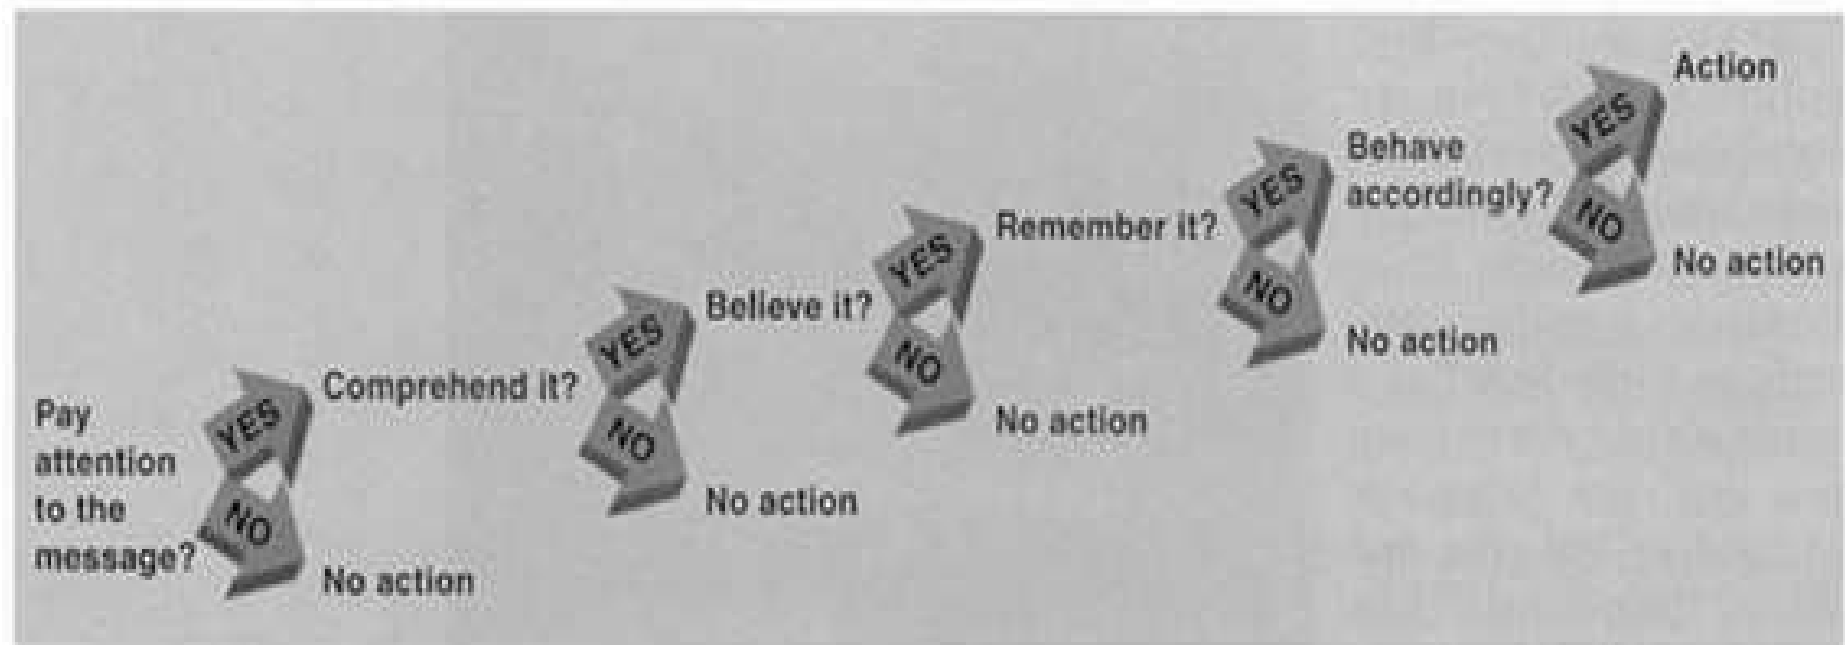 Pay
attention
to the
message?
YES
NO
Comprehend it?
No action
YES
NO
Believe it?
No action
YES
NO
Remember it?
No action
YES
NO
Behave
accordingly?
No action
YES
NO
Action
No action